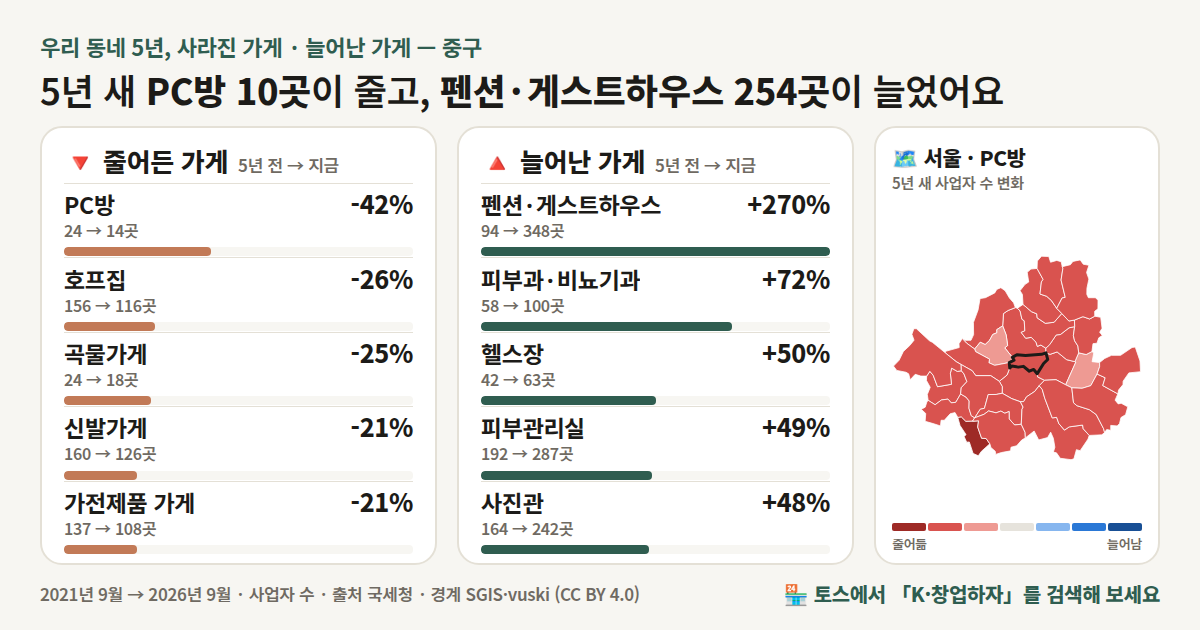 우리 동네 5년, 사라진 가게 · 늘어난 가게 — 중구
5년 새 PC방 10곳이 줄고, 펜션·게스트하우스 254곳이 늘었어요
줄어든 가게 5년 전 → 지금
PC방 -42%
24 → 14곳
호프집 -26%
156 → 116곳
곡물가게 -25%
24 → 18곳
신발가게 -21%
160 → 126곳
가전제품 가게 -21%
137 → 108곳
늘어난 가게 5년 전 → 지금
펜션·게스트하우스 +270%
94 → 348곳
피부과·비뇨기과 +72%
58 → 100곳
헬스장 +50%
42 → 63곳
피부관리실 +49%
192 → 287곳
사진관 +48%
164 → 242곳
서울 · PC방
5년 새 사업자 수 변화
줄어듦 늘어남
2021년 9월 → 2026년 9월 · 사업자 수 · 출처 국세청 · 경계 SGIS·vuski (CC BY 4.0)
토스에서 「K·창업하자」를 검색해 보세요